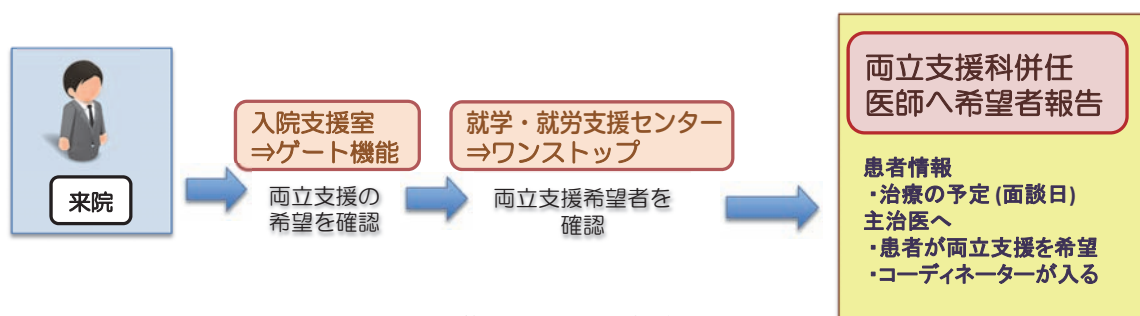 来院
入院支援室
⇒ゲート機能
両立支援の
希望を確認
就学・就労支援センター
⇒ワンストップ
両立支援希望者を
確認
両立支援科併任
医師へ希望者報告
患者情報
・治療の予定(面談日)
主治医へ
・患者が両立支援を希望
・コーディネーターが入る